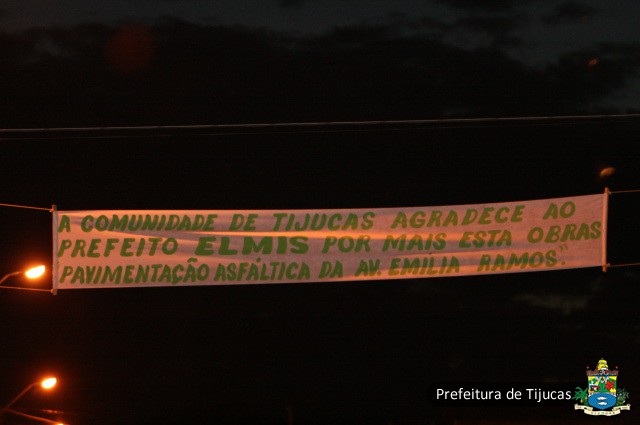 A COMUNIDADE DE TIJUCAS AGRADECE AO
PREFEITO ELMIS POR MAIS ESTA OBRAS"
PAVIMENTAÇÃO ASFÁLTICA DA AV. EMILIA RAMOS.
Prefeitura de Tijucas